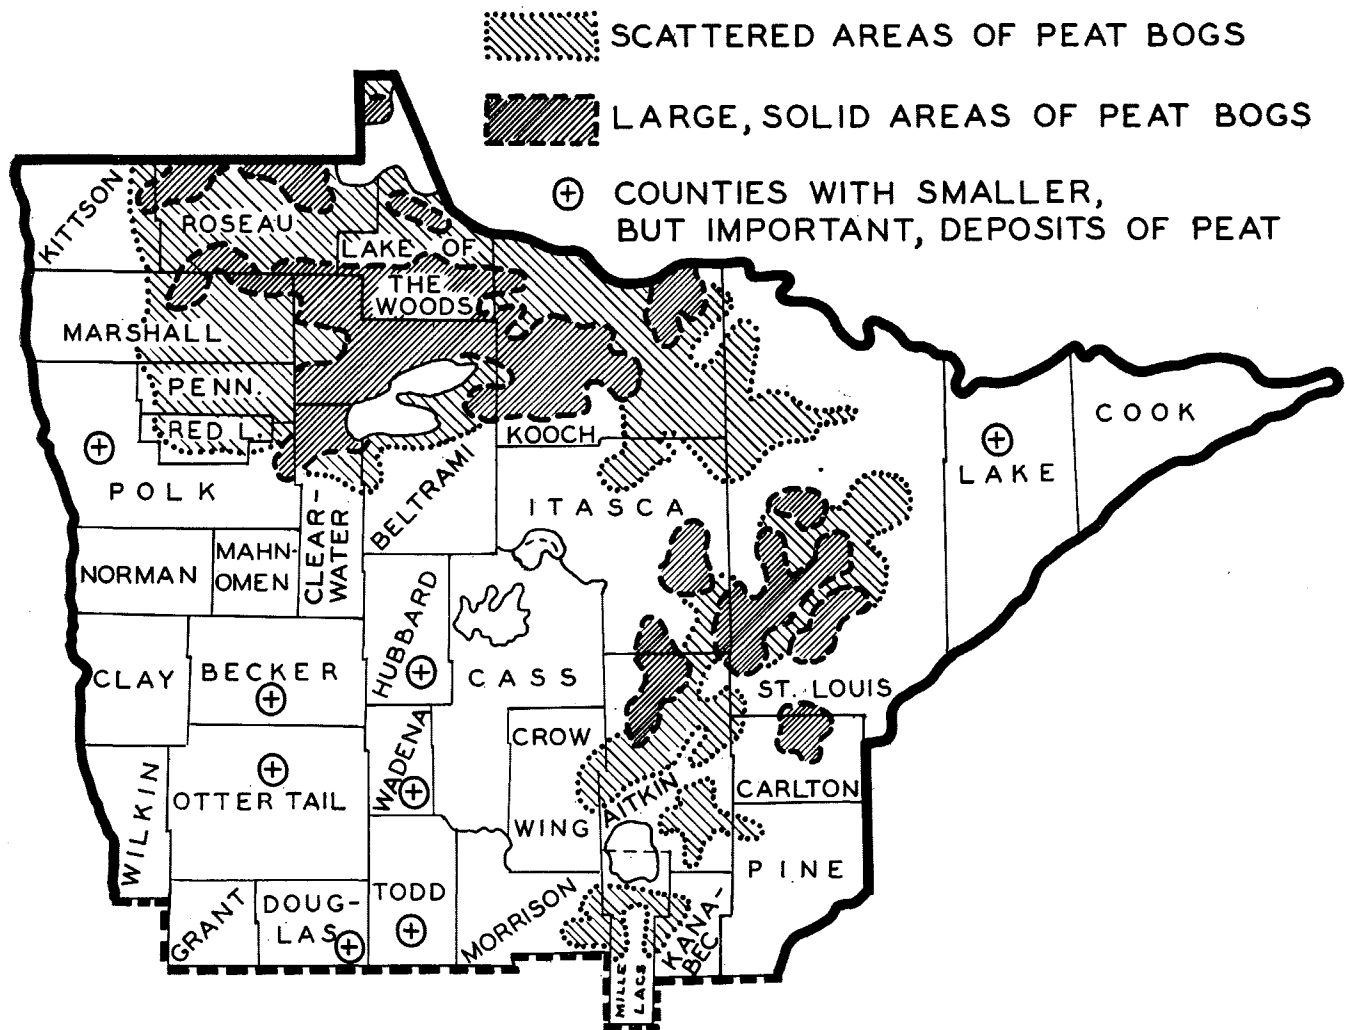 SCATTERED AREAS OF PEAT BOGS
LARGE, SOLID AREAS OF PEAT BOGS
COUNTIES WITH SMALLER,
BUT IMPORTANT, DEPOSITS OF PEAT
KITTSON
ROSEAU
LAKE OF
THE
WOODS
MARSHALL
PENN.
RED L.
KOOCH.
COOK
LAKE
POLK
BELTRAMI
ITASCA
CLEAR-
WATER
NORMAN
MAHN-
OMEN
HUBBARD
CLAY
BECKER
CASS
ST. LOUIS
WADENA
CROW
WING
AITKIN
CARLTON
WILKIN
OTTER TAIL
PINE
GRANT
DOUG-
LAS
TODD
MORRISON
KANA-
BEC
MILLE
LACS